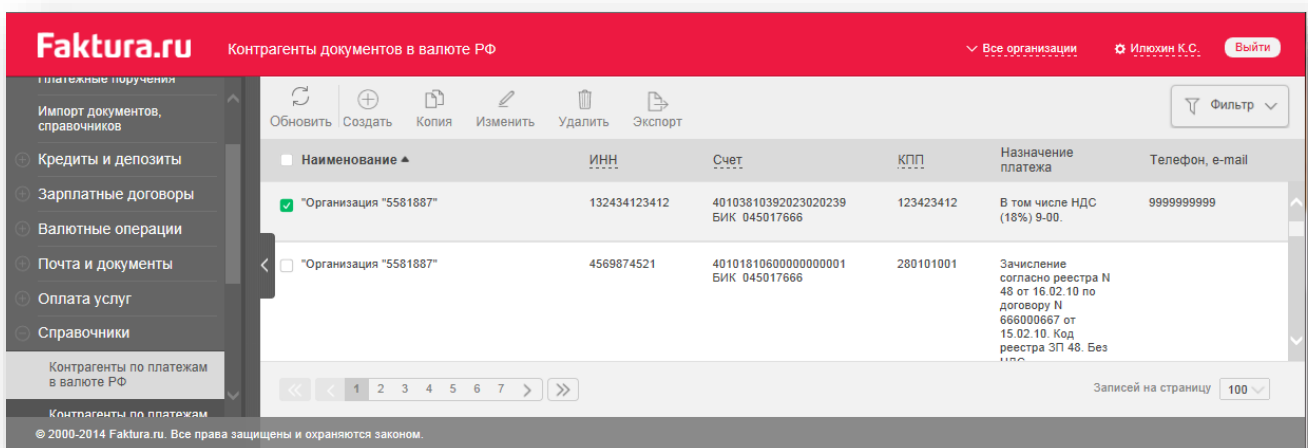 Faktura.ru
Контрагенты документов в валюте РФ
Все организации
Илюхин К.С.
Выйти
Платежные поручения
Импорт документов,
справочников
Кредиты и депозиты
Зарплатные договоры
Валютные операции
Почта и документы
Оплата услуг
Справочники
Контрагенты по платежам
в валюте РФ
Контрагенты по платежам
Обновить Создать Копия Изменить Удалить Экспорт
Фильтр
Наименование ИНН Счет КПП Назначение
платежа Телефон, e-mail
"Организация "5581887" 132434123412 40103810392023020239 123423412 В том числе НДС 9999999999
БИК 045017666 (18%) 9-00.
"Организация "5581887" 4569874521 40101810600000000001 280101001 Зачисление
БИК 045017666 согласно реестра N
48 от 16.02.10 по
договору N
666000667 от
15.02.10. Код
реестра ЗП 48. Без
НДС
1 2 3 4 5 6 7
Записей на страницу 100
© 2000-2014 Faktura.ru. Все права защищены и охраняются законом.